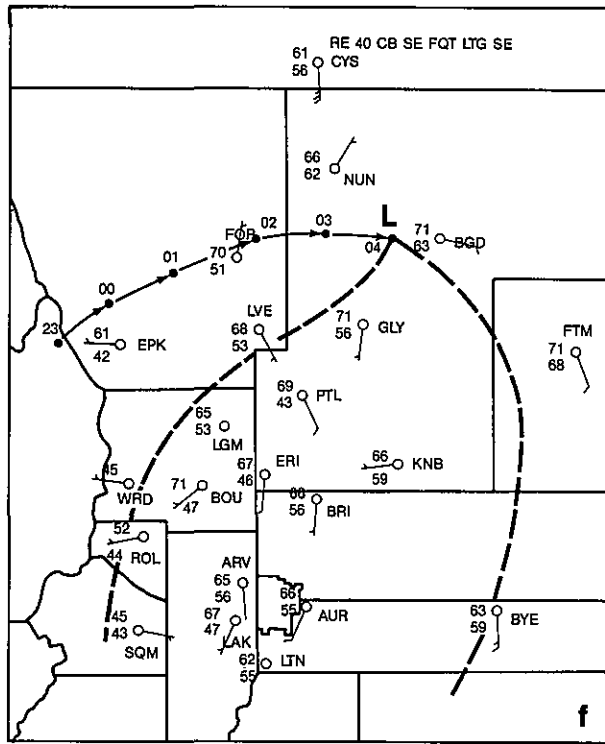 RE 40 CB SE FQT LTG SE
61
56
CYS
66
62
NUN
L
FOR
70
51
02
03
04
71
63
BGD
01
00
23
61
42
EPK
LVE
68
53
71
56
GLY
FTM
71
68
69
43
PTL
65
53
LGM
67
46
ERI
66
59
KNB
45
WRD
71
47
BOU
56
BRI
52
44
ROL
ARV
65
56
66
55
AUR
63
59
BYE
67
47
LAK
45
43
SQM
62
55
LTN
f